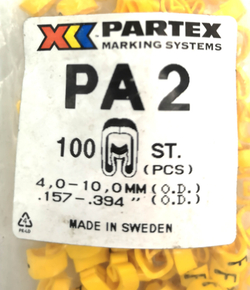 PARTEX
MARKING SYSTEMS
PA 2
100 ST.
(PCS)
4,0-10,0MM (O.D.)
.157-.394" (O.D.)
MADE IN SWEDEN